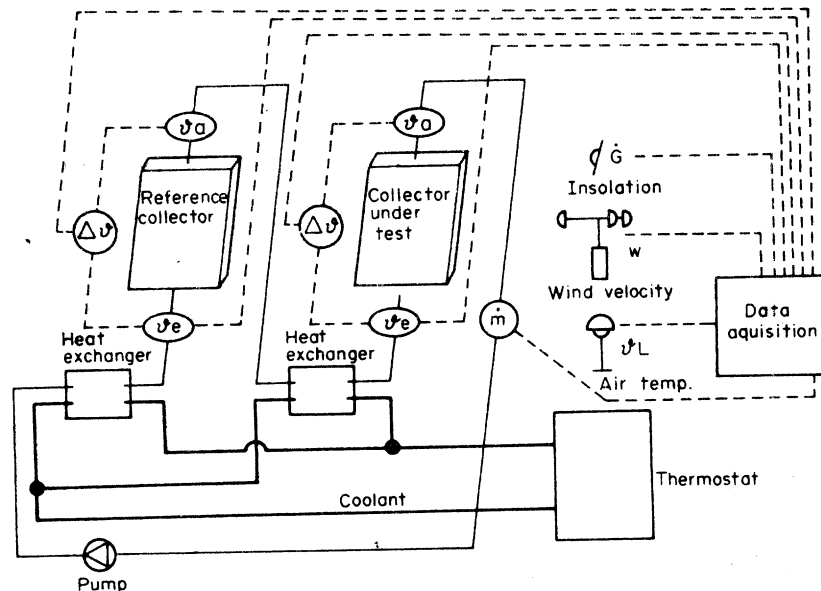 ϑa
ϑa
Reference
collector
Collector
under
test
Ġ
Insolation
Δϑ
Δϑ
w
Wind velocity
ϑe
ϑe
ṁ
Data
aquisition
Heat
exchanger
Heat
exchanger
ϑL
Air temp.
Thermostat
Coolant
Pump